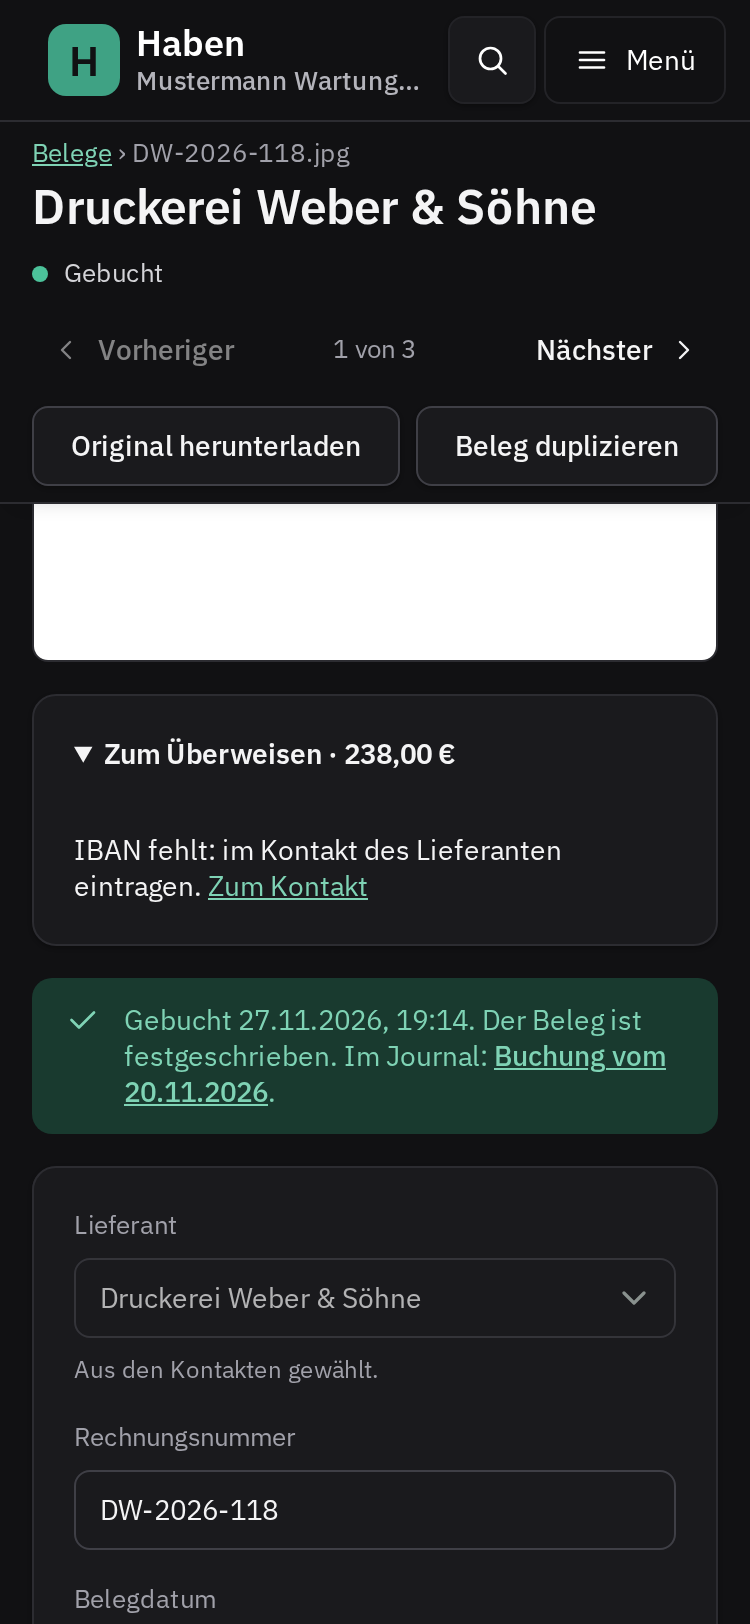 H
Haben
Mustermann Wartung...
Menü
Belege › DW-2026-118.jpg
Druckerei Weber & Söhne
Gebucht
Vorheriger
1 von 3
Nächster
Original herunterladen
Beleg duplizieren
Zum Überweisen · 238,00 €
IBAN fehlt: im Kontakt des Lieferanten
eintragen. Zum Kontakt
Gebucht 27.11.2026, 19:14. Der Beleg ist
festgeschrieben. Im Journal: Buchung vom
20.11.2026.
Lieferant
Druckerei Weber & Söhne
Aus den Kontakten gewählt.
Rechnungsnummer
DW-2026-118
Belegdatum